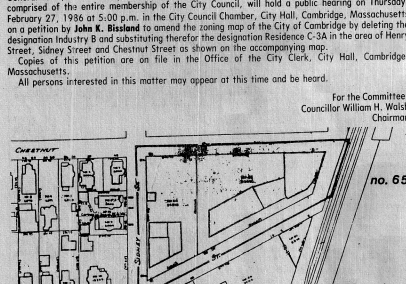 comprised of the entire membership of the City Council, will hold a public hearing on Thursday
February 27, 1986 at 5:00 p.m. in the City Council Chamber, City Hall, Cambridge, Massachusetts
on a petition by John K. Bissland to amend the zoning map of the City of Cambridge by deleting the
designation Industry B and substituting therefor the designation Residence C-3A in the area of Henry
Street, Sidney Street and Chestnut Street as shown on the accompanying map.
Copies of this petition are on file in the Office of the City Clerk, City Hall, Cambridge
Massachusetts.
All persons interested in this matter may appear at this time and be heard.
For the Committee
Councillor William H. Walsh
Chairman
CHESTNUT
no. 65
SIDNEY
ST.